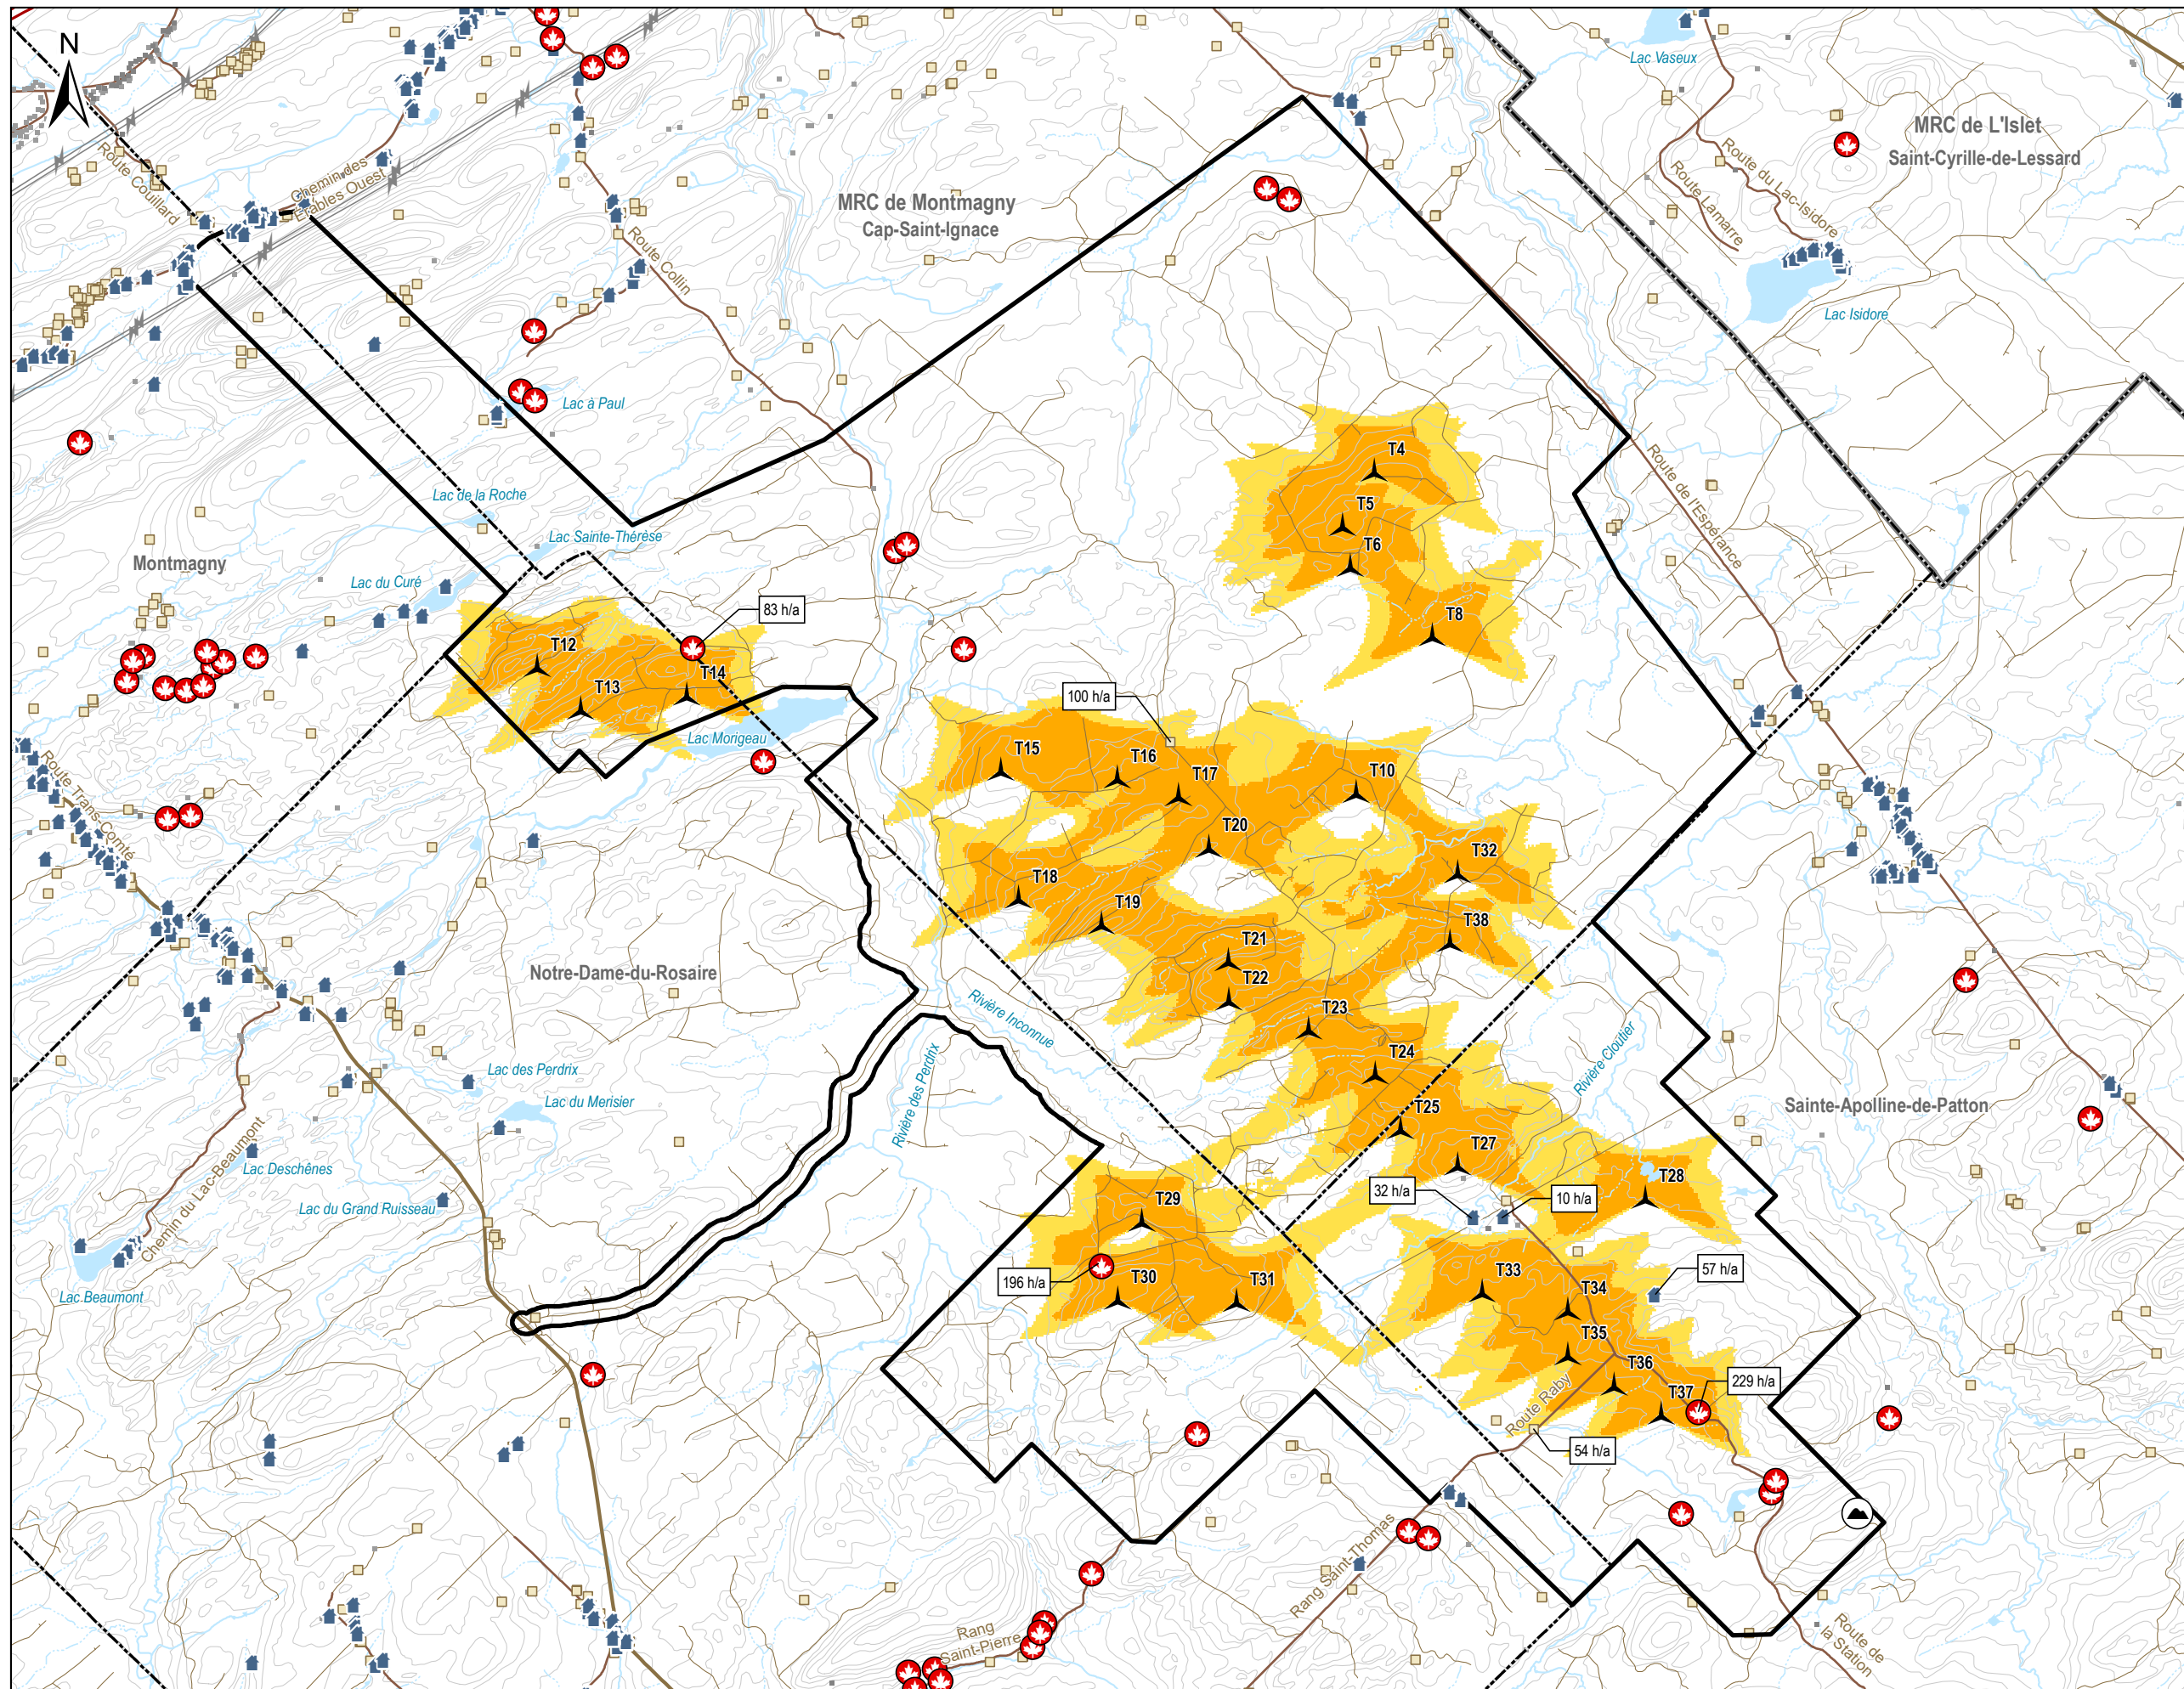 N
Lac Vaseux
MRC de L'Islet
Saint-Cyrille-de-Lessard
Route du Lac-Isidore
Route Lamarre
Lac Isidore
Route Couillard
Chemin des
Érables Ouest
MRC de Montmagny
Cap-Saint-Ignace
Route Collin
Lac à Paul
Lac de la Roche
Lac Sainte-Thérèse
Montmagny
Lac du Curé
Route de l'Espérance
T4
T5
T6
T8
83 h/a
T12
T13
T14
Lac Morigeau
100 h/a
T15
T16
T17
T10
T20
T32
T18
T19
T38
T21
T22
T23
T24
T25
T27
T28
Route Trans-Comté
Notre-Dame-du-Rosaire
Rivière Inconnue
Rivière des Perdrix
Rivière Cloutier
Sainte-Apolline-de-Patton
Lac des Perdrix
Lac du Merisier
Lac Deschênes
Chemin du Lac-Beaumont
Lac du Grand Ruisseau
Lac Beaumont
32 h/a
10 h/a
T29
196 h/a
T30
T31
T33
T34
57 h/a
T35
T36
T37
229 h/a
Route Raby
54 h/a
Rang Saint-Thomas
Rang
Saint-Pierre
Route de
la Station